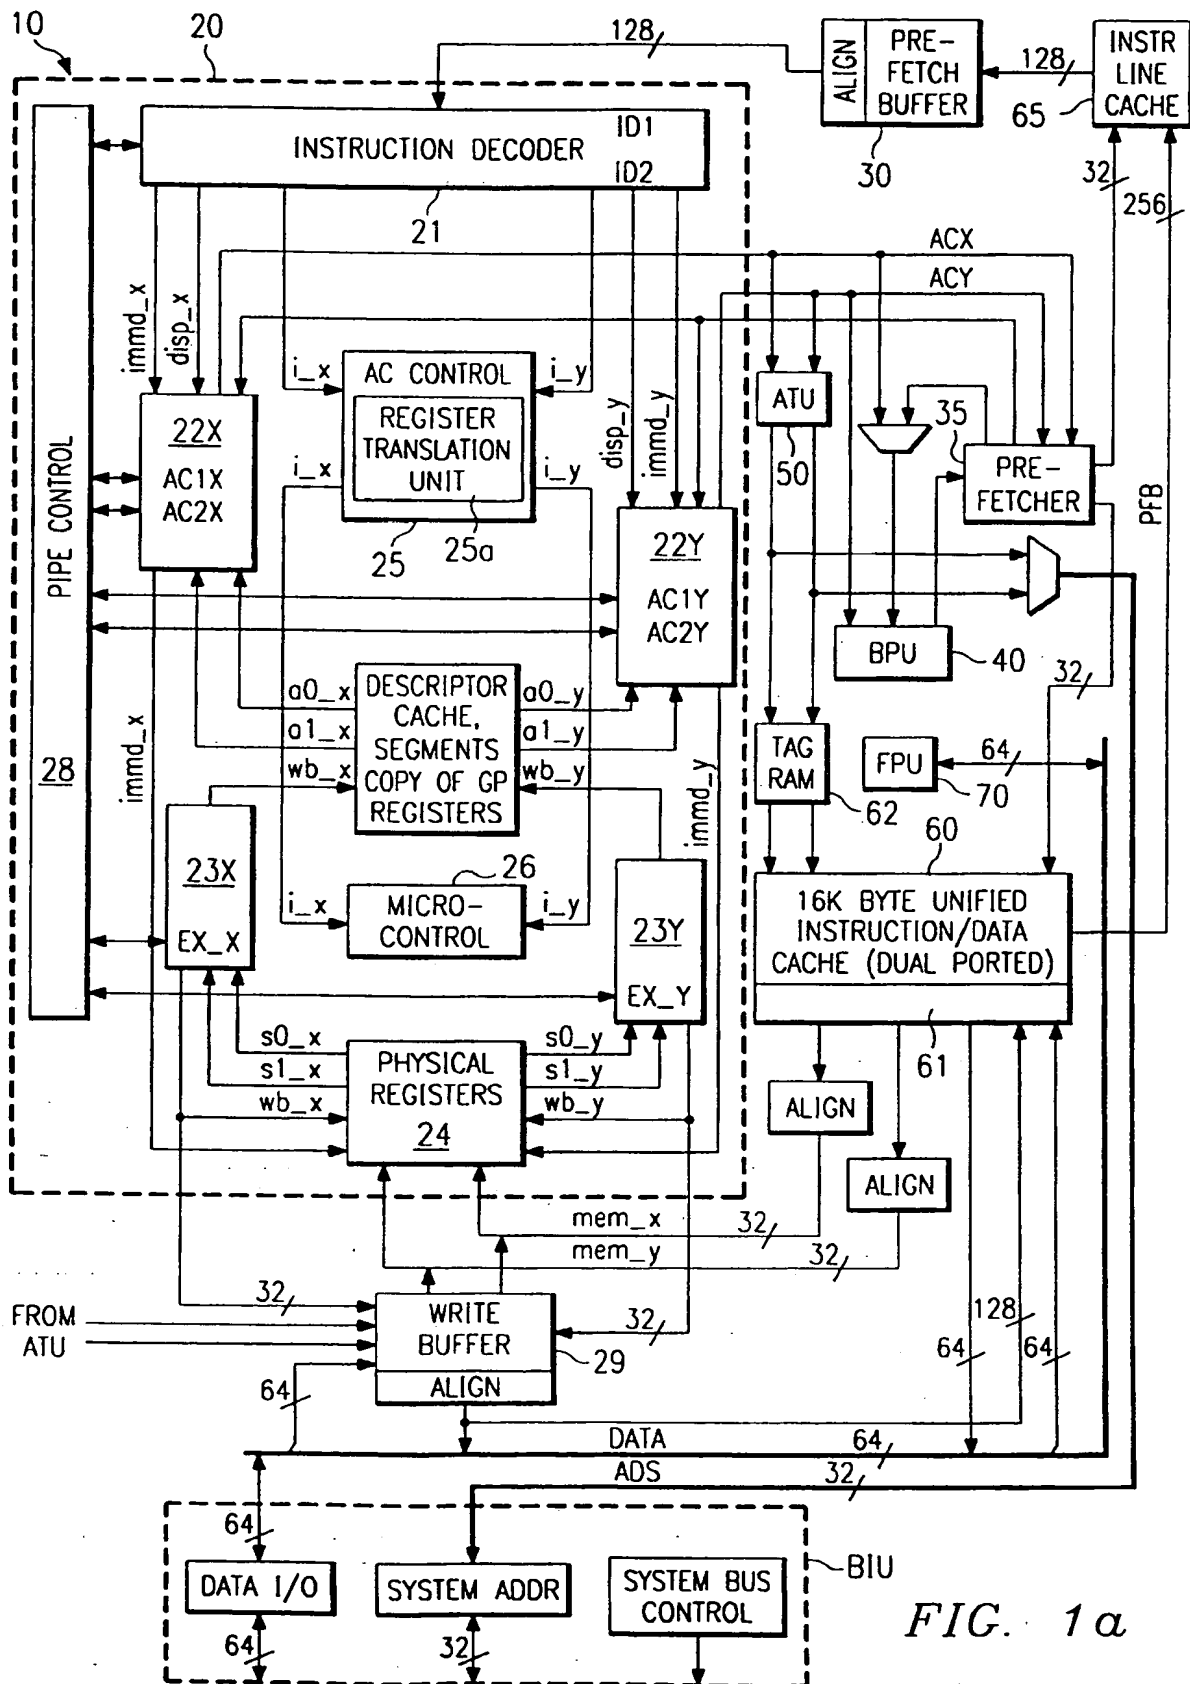 10
20
128
ALIGN
PRE-
FETCH
BUFFER
30
128
INSTR
LINE
CACHE
65
INSTRUCTION DECODER
ID1
ID2
21
32
256
PFB
ACX
ACY
immd_x
disp_x
i_x
AC CONTROL
REGISTER
TRANSLATION
UNIT
i_y
i_x
i_y
25
25a
disp_y
immd_y
ATU
50
35
PRE-
FETCHER
PIPE CONTROL
28
22X
AC1X
AC2X
22Y
AC1Y
AC2Y
BPU
40
32
immd_x
a0_x
a1_x
wb_x
DESCRIPTOR
CACHE,
SEGMENTS
COPY OF GP
REGISTERS
a0_y
a1_y
wb_y
immd_y
TAG
RAM
62
FPU
70
64
60
23X
EX_X
26
i_x
MICRO-
CONTROL
i_y
23Y
EX_Y
16K BYTE UNIFIED
INSTRUCTION/DATA
CACHE (DUAL PORTED)
61
s0_x
s1_x
wb_x
PHYSICAL
REGISTERS
24
s0_y
s1_y
wb_y
ALIGN
ALIGN
mem_x
32
mem_y
32
FROM
ATU
32
WRITE
BUFFER
ALIGN
32
29
64
128
64
64
DATA
64
ADS
32
64
DATA I/O
64
SYSTEM ADDR
32
SYSTEM BUS
CONTROL
BIU
FIG. 1a